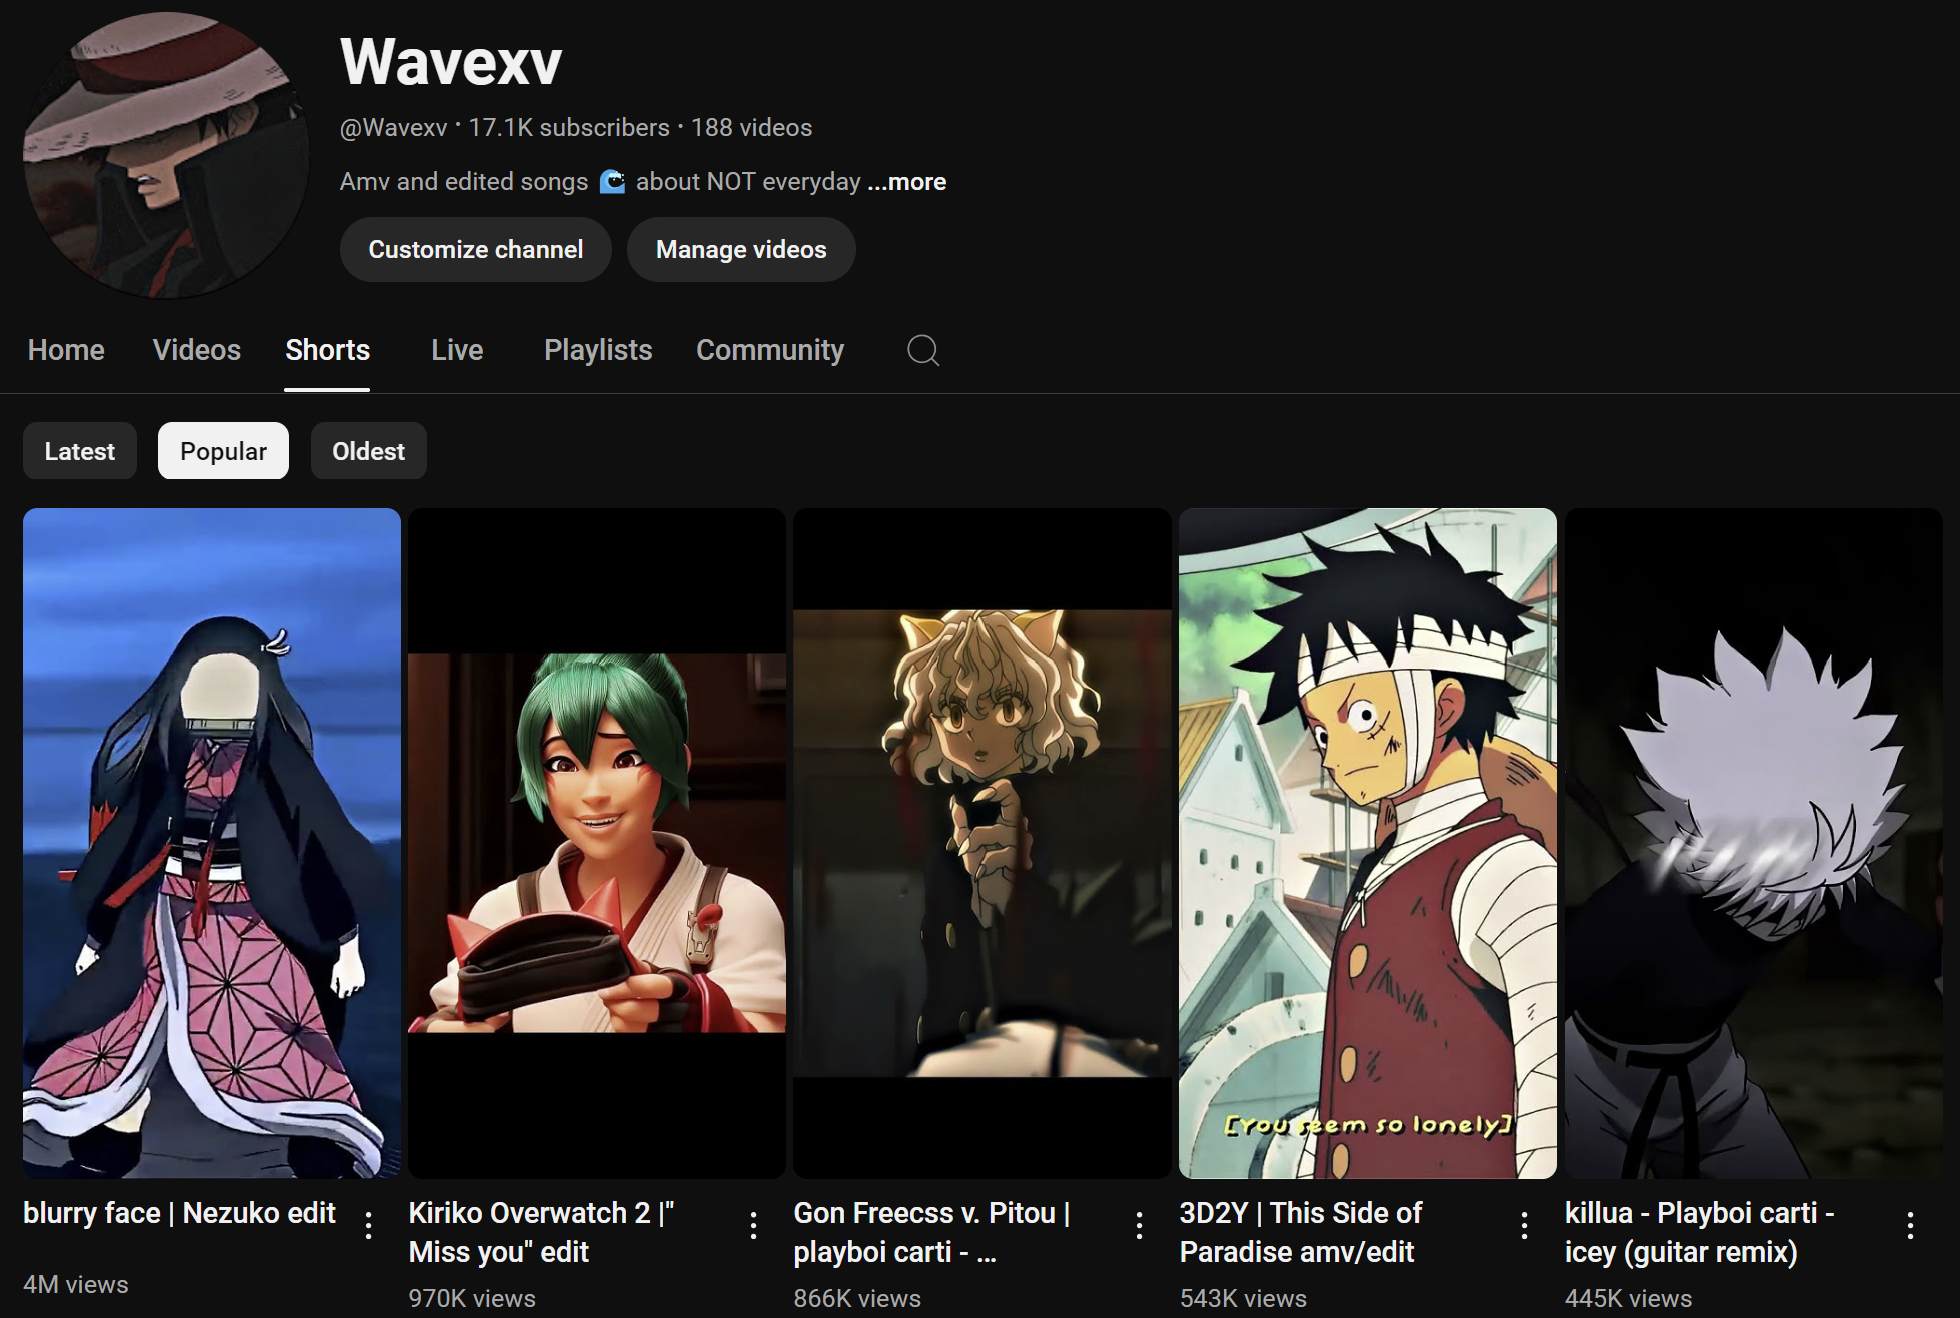 Wavexv
@Wavexv • 17.1K subscribers • 188 videos
Amv and edited songs 🌊 about NOT everyday ...more
Customize channel
Manage videos
Home
Videos
Shorts
Live
Playlists
Community
Latest
Popular
Oldest
[You seem so lonely]
blurry face | Nezuko edit
4M views
Kiriko Overwatch 2 |"
Miss you" edit
970K views
Gon Freecss v. Pitou |
playboi carti - ...
866K views
3D2Y | This Side of
Paradise amv/edit
543K views
killua - Playboi carti -
icey (guitar remix)
445K views